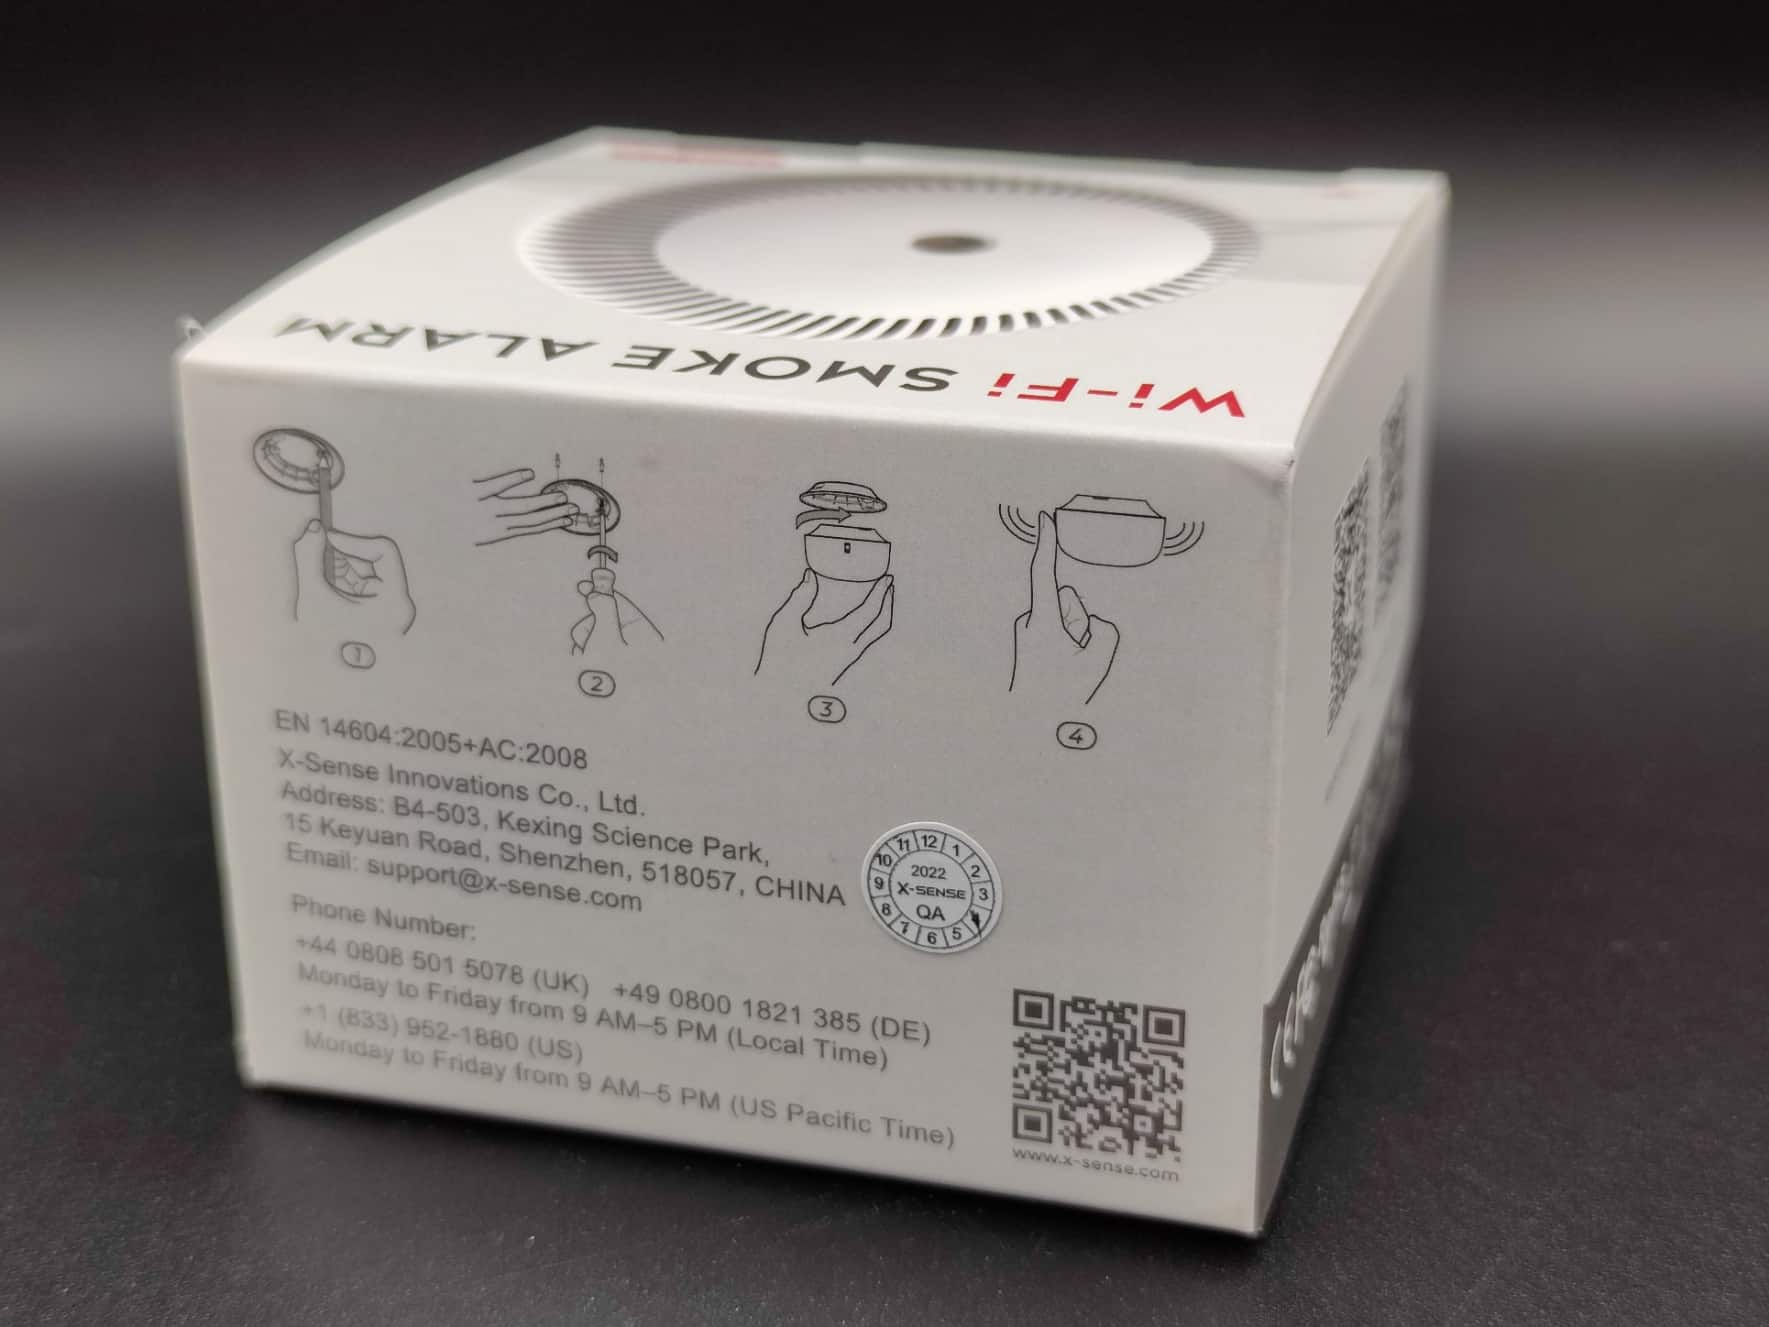 Wi-Fi SMOKE ALARM
1
2
3
4
EN 14604:2005+AC:2008
X-Sense Innovations Co., Ltd.
Address: B4-503, Kexing Science Park,
15 Keyuan Road, Shenzhen, 518057, CHINA
Email: support@x-sense.com
12 1 2 3 5 6 7 8 9 10 11
2022
X-SENSE
QA
Phone Number:
+44 0808 501 5078 (UK) +49 0800 1821 385 (DE)
Monday to Friday from 9 AM–5 PM (Local Time)
+1 (833) 952-1880 (US)
Monday to Friday from 9 AM–5 PM (US Pacific Time)
www.x-sense.com